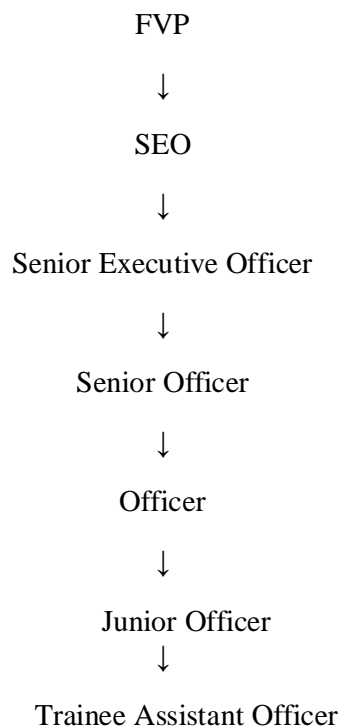 FVP
↓
SEO
↓
Senior Executive Officer
↓
Senior Officer
↓
Officer
↓
Junior Officer
↓
Trainee Assistant Officer